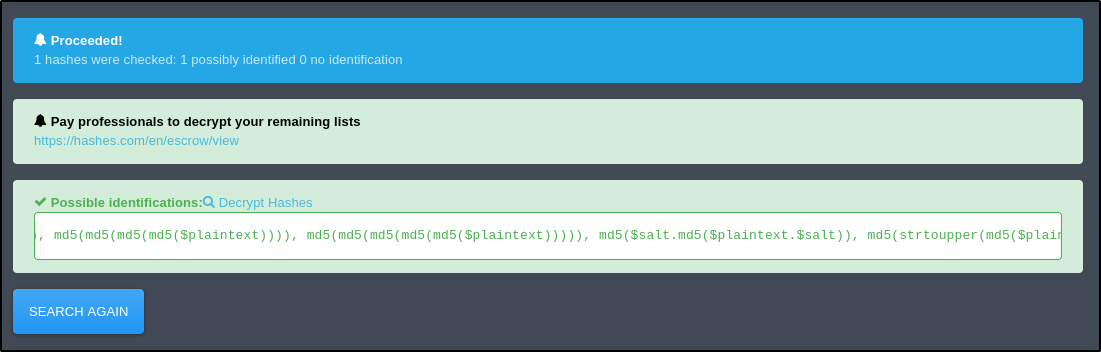 Proceeded!
1 hashes were checked: 1 possibly identified 0 no identification
Pay professionals to decrypt your remaining lists
https://hashes.com/en/escrow/view
Possible identifications: Decrypt Hashes
), md5(md5(md5(md5($plaintext)))), md5(md5(md5(md5(md5($plaintext))))), md5($salt.md5($plaintext.$salt)), md5(strtoupper(md5($plain
SEARCH AGAIN